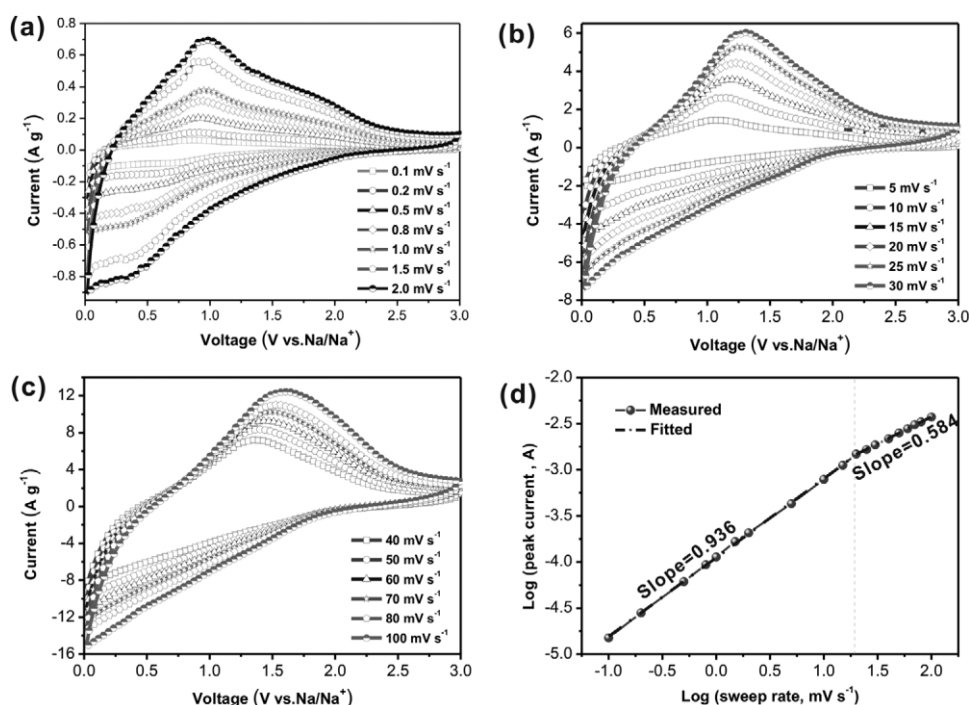 (a)
0.8
0.6
0.4
0.2
0.0
-0.2
-0.4
-0.6
-0.8
Current (A g⁻¹)
0.0 0.5 1.0 1.5 2.0 2.5 3.0
Voltage (V vs.Na/Na⁺)
0.1 mV s⁻¹
0.2 mV s⁻¹
0.5 mV s⁻¹
0.8 mV s⁻¹
1.0 mV s⁻¹
1.5 mV s⁻¹
2.0 mV s⁻¹
(b)
6
4
2
0
-2
-4
-6
-8
Current (A g⁻¹)
0.0 0.5 1.0 1.5 2.0 2.5 3.0
Voltage (V vs.Na/Na⁺)
5 mV s⁻¹
10 mV s⁻¹
15 mV s⁻¹
20 mV s⁻¹
25 mV s⁻¹
30 mV s⁻¹
(c)
12
8
4
0
-4
-8
-12
-16
Current (A g⁻¹)
0.0 0.5 1.0 1.5 2.0 2.5 3.0
Voltage (V vs.Na/Na⁺)
40 mV s⁻¹
50 mV s⁻¹
60 mV s⁻¹
70 mV s⁻¹
80 mV s⁻¹
100 mV s⁻¹
(d)
-2.0
-2.5
-3.0
-3.5
-4.0
-4.5
-5.0
Log (peak current , A)
Measured
Fitted
Slope=0.936
Slope=0.584
-1.0 -0.5 0.0 0.5 1.0 1.5 2.0
Log (sweep rate, mV s⁻¹)